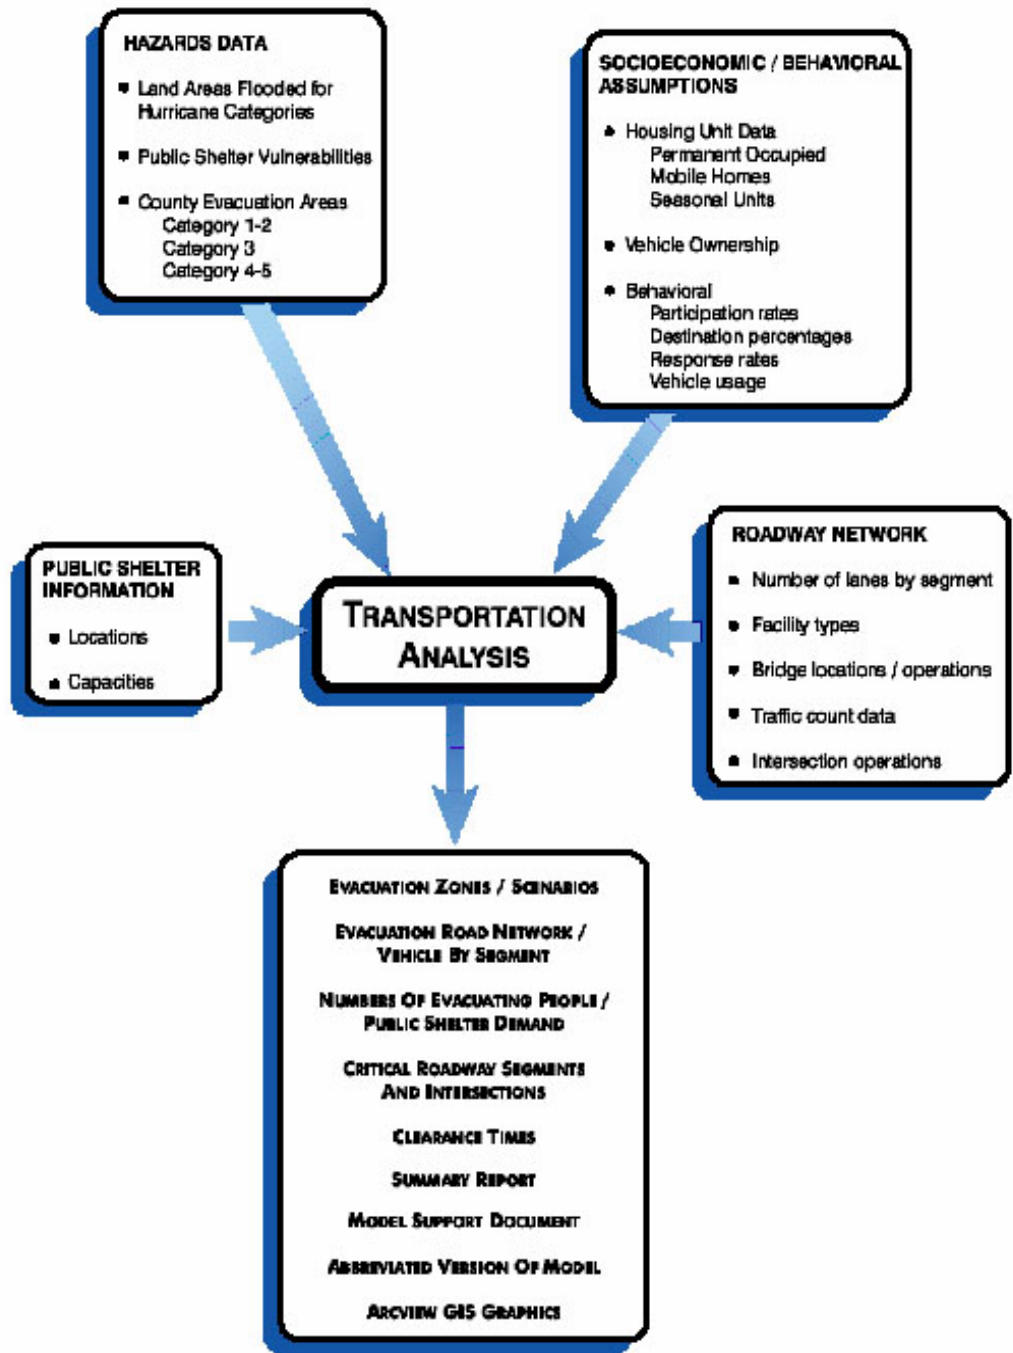 HAZARDS DATA
• Land Areas Flooded for
Hurricane Categories
• Public Shelter Vulnerabilities
• County Evacuation Areas
Category 1-2
Category 3
Category 4-5
SOCIOECONOMIC / BEHAVIORAL
ASSUMPTIONS
• Housing Unit Data
Permanent Occupied
Mobile Homes
Seasonal Units
• Vehicle Ownership
• Behavioral
Participation rates
Destination percentages
Response rates
Vehicle usage
PUBLIC SHELTER
INFORMATION
• Locations
• Capacities
TRANSPORTATION
ANALYSIS
ROADWAY NETWORK
• Number of lanes by segment
• Facility types
• Bridge locations / operations
• Traffic count data
• Intersection operations
EVACUATION ZONES / SCENARIOS
EVACUATION ROAD NETWORK /
VEHICLE BY SEGMENT
NUMBERS OF EVACUATING PEOPLE /
PUBLIC SHELTER DEMAND
CRITICAL ROADWAY SEGMENTS
AND INTERSECTIONS
CLEARANCE TIMES
SUMMARY REPORT
MODEL SUPPORT DOCUMENT
ABBREVIATED VERSION OF MODEL
ARCVIEW GIS GRAPHICS